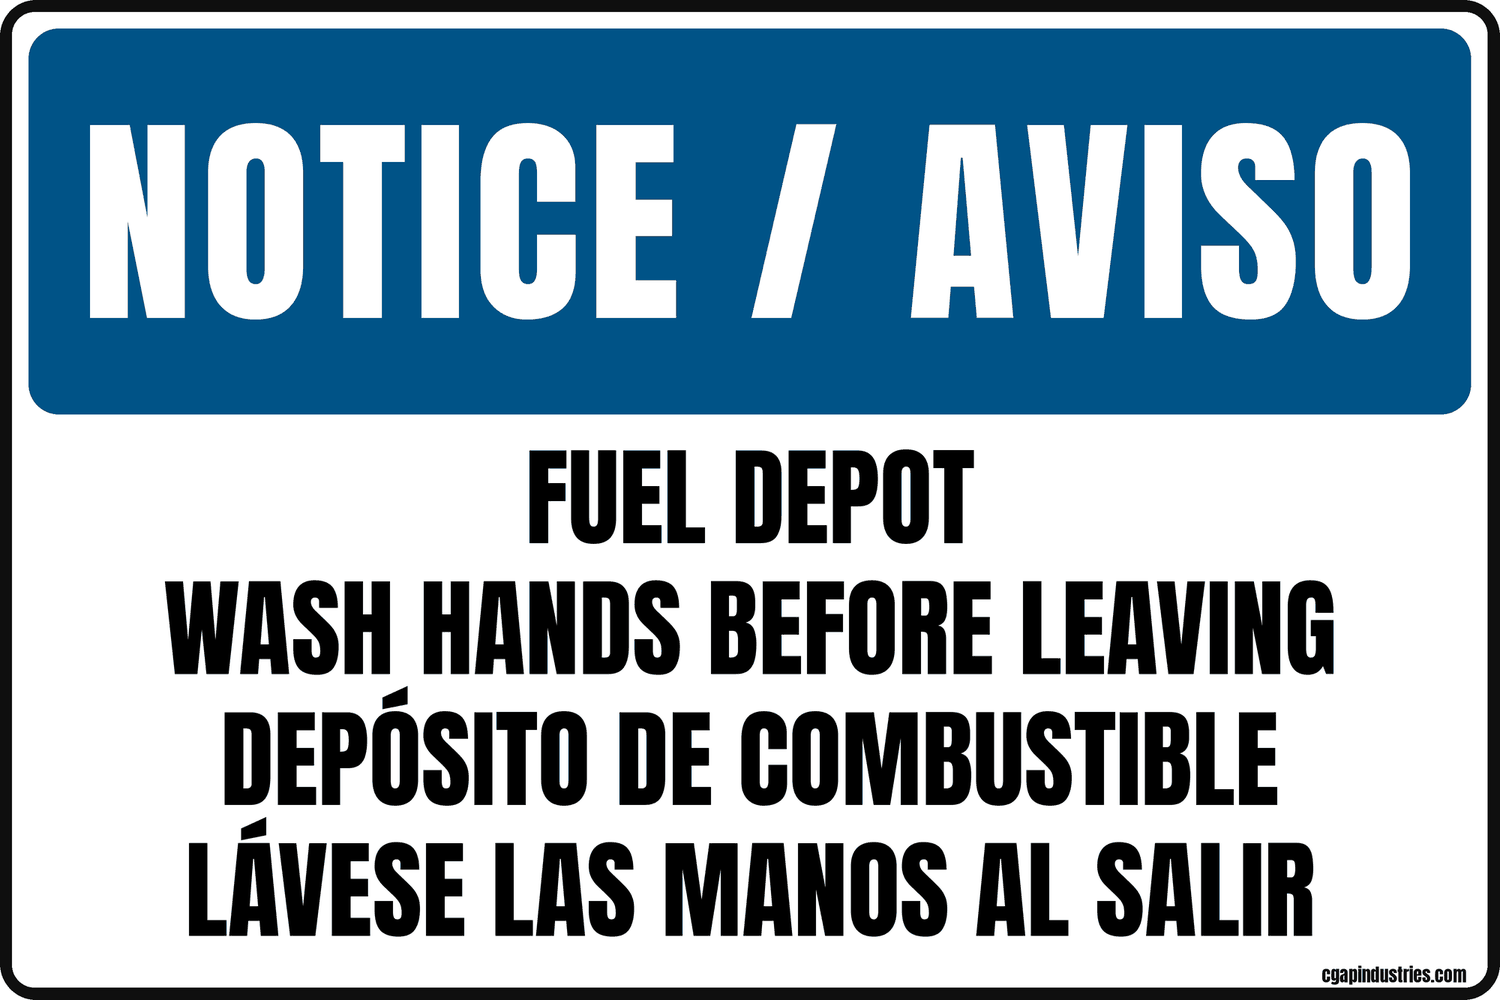 NOTICE / AVISO
FUEL DEPOT
WASH HANDS BEFORE LEAVING
DEPÓSITO DE COMBUSTIBLE
LÁVESE LAS MANOS AL SALIR
cgapindustries.com